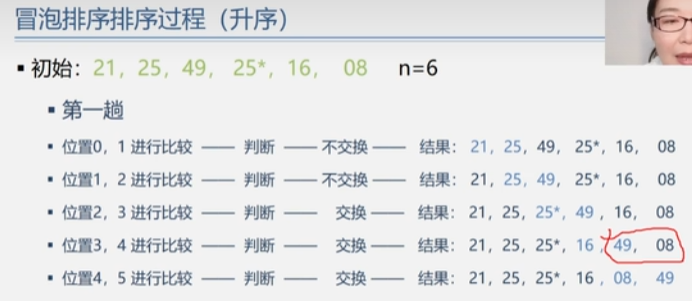 冒泡排序排序过程（升序）
▪ 初始：21， 25， 49， 25*， 16， 08 n=6
▪ 第一趟
▪ 位置0，1 进行比较 —— 判断 —— 不交换 —— 结果：21，25，49， 25*，16， 08
▪ 位置1，2 进行比较 —— 判断 —— 不交换 —— 结果：21，25，49， 25*，16， 08
▪ 位置2，3 进行比较 —— 判断 —— 交换 —— 结果：21，25，25*，49，16， 08
▪ 位置3，4 进行比较 —— 判断 —— 交换 —— 结果：21，25，25*，16，49， 08
▪ 位置4，5 进行比较 —— 判断 —— 交换 —— 结果：21，25，25*，16，08， 49